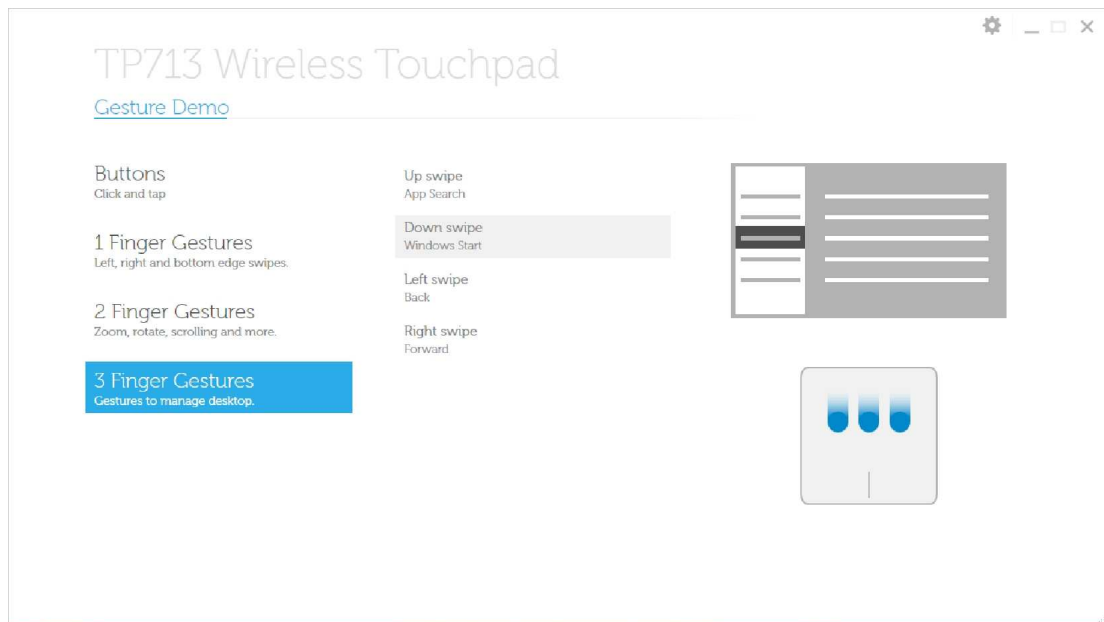 TP713 Wireless Touchpad
Gesture Demo
Buttons
Click and tap
1 Finger Gestures
Left, right and bottom edge swipes.
2 Finger Gestures
Zoom, rotate, scrolling and more.
3 Finger Gestures
Gestures to manage desktop.
Up swipe
App Search
Down swipe
Windows Start
Left swipe
Back
Right swipe
Forward